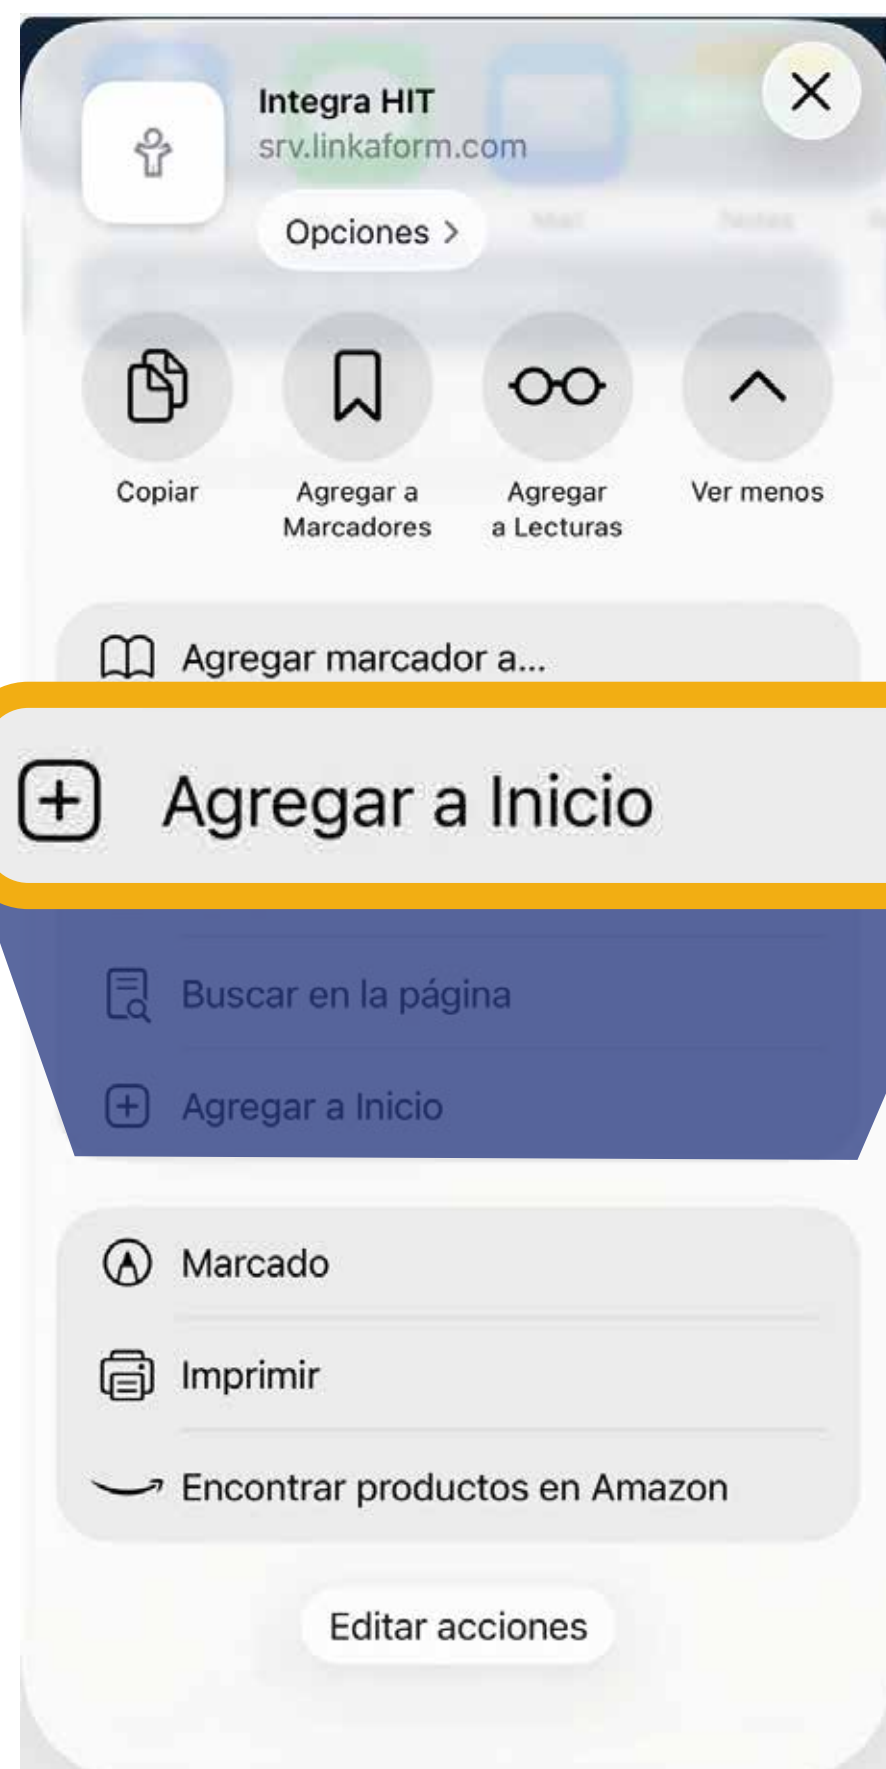 Integra HIT
srv.linkaform.com
Opciones >
Copiar
Agregar a
Marcadores
Agregar
a Lecturas
Ver menos
Agregar marcador a...
Agregar a Inicio
Buscar en la página
Agregar a Inicio
Marcado
Imprimir
Encontrar productos en Amazon
Editar acciones